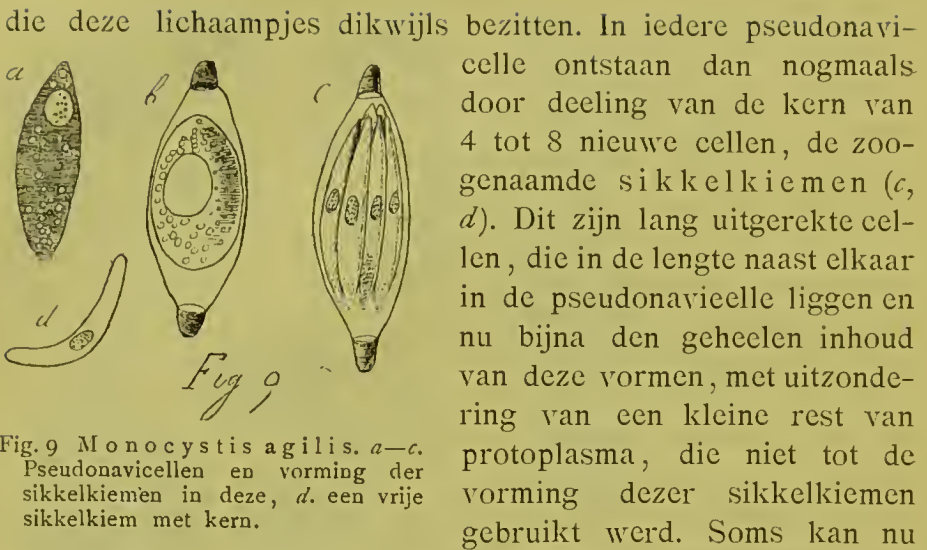 die deze lichaampjes dikwijls bezitten. In iedere pseudonavi-
celle ontstaan dan nogmaals
door deeling van de kern van
4 tot 8 nieuwe cellen, de zoo-
genaamde sikkelkiemen (c,
d). Dit zijn lang uitgerekte cel-
len, die in de lengte naast elkaar
in de pseudonavicelle liggen en
nu bijna den geheelen inhoud
van deze vormen, met uitzonde-
ring van een kleine rest van
protoplasma, die niet tot de
vorming dezer sikkelkiemen
gebruikt werd. Soms kan nu
a
b
c
d
Fig 9
Fig. 9 Monocystis agilis. a—c.
Pseudonavicellen en vorming der
sikkelkiemen in deze, d. een vrije
sikkelkiem met kern.